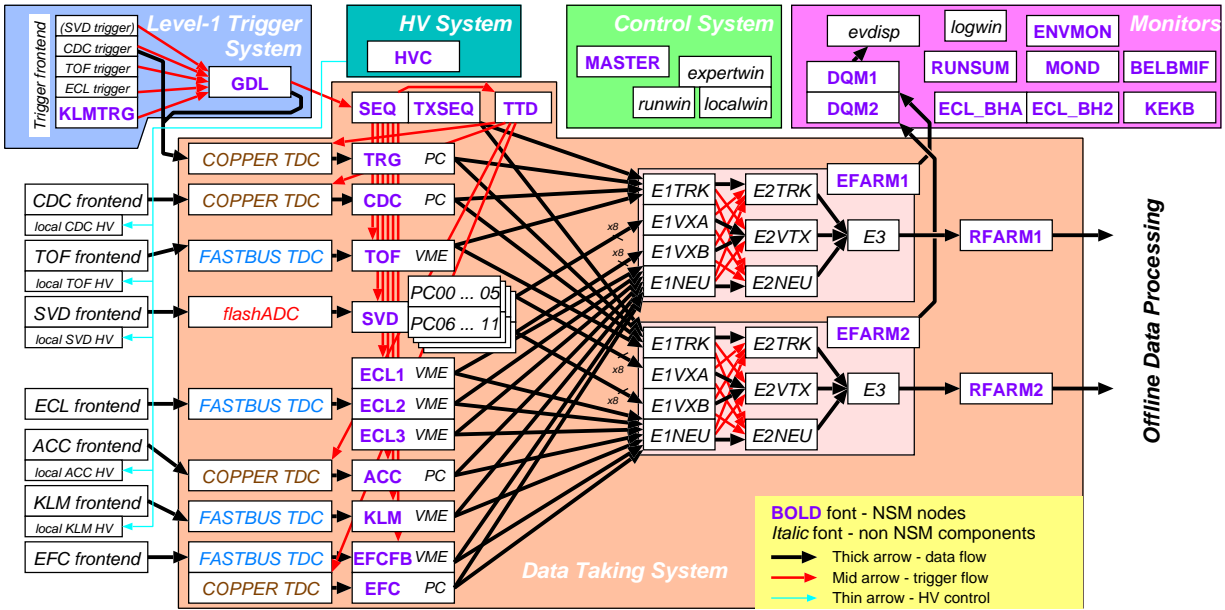 Level-1 Trigger
System
Trigger frontend
(SVD trigger)
CDC trigger
TOF trigger
ECL trigger
KLMTRG
GDL
HV System
HVC
Control System
MASTER
expertwin
runwin
localwin
Monitors
evdisp
logwin
ENVMON
DQM1
RUNSUM
MOND
BELBMIF
DQM2
ECL_BHA
ECL_BH2
KEKB
SEQ
TXSEQ
TTD
COPPER TDC
TRG PC
CDC frontend
local CDC HV
COPPER TDC
CDC PC
TOF frontend
local TOF HV
FASTBUS TDC
TOF VME
SVD frontend
local SVD HV
flashADC
SVD
PC00 ... 05
PC06 ... 11
ECL1 VME
ECL frontend
FASTBUS TDC
ECL2 VME
ECL3 VME
ACC frontend
local ACC HV
COPPER TDC
ACC PC
KLM frontend
local KLM HV
FASTBUS TDC
KLM VME
EFC frontend
FASTBUS TDC
EFCFB VME
COPPER TDC
EFC PC
Data Taking System
EFARM1
E1TRK
E2TRK
E1VXA
x8
E2VTX
E3
E1VXB
x8
E1NEU
E2NEU
RFARM1
EFARM2
E1TRK
E2TRK
x8
E1VXA
E2VTX
E3
x8
E1VXB
E1NEU
E2NEU
RFARM2
Offline Data Processing
BOLD font - NSM nodes
Italic font - non NSM components
Thick arrow - data flow
Mid arrow - trigger flow
Thin arrow - HV control